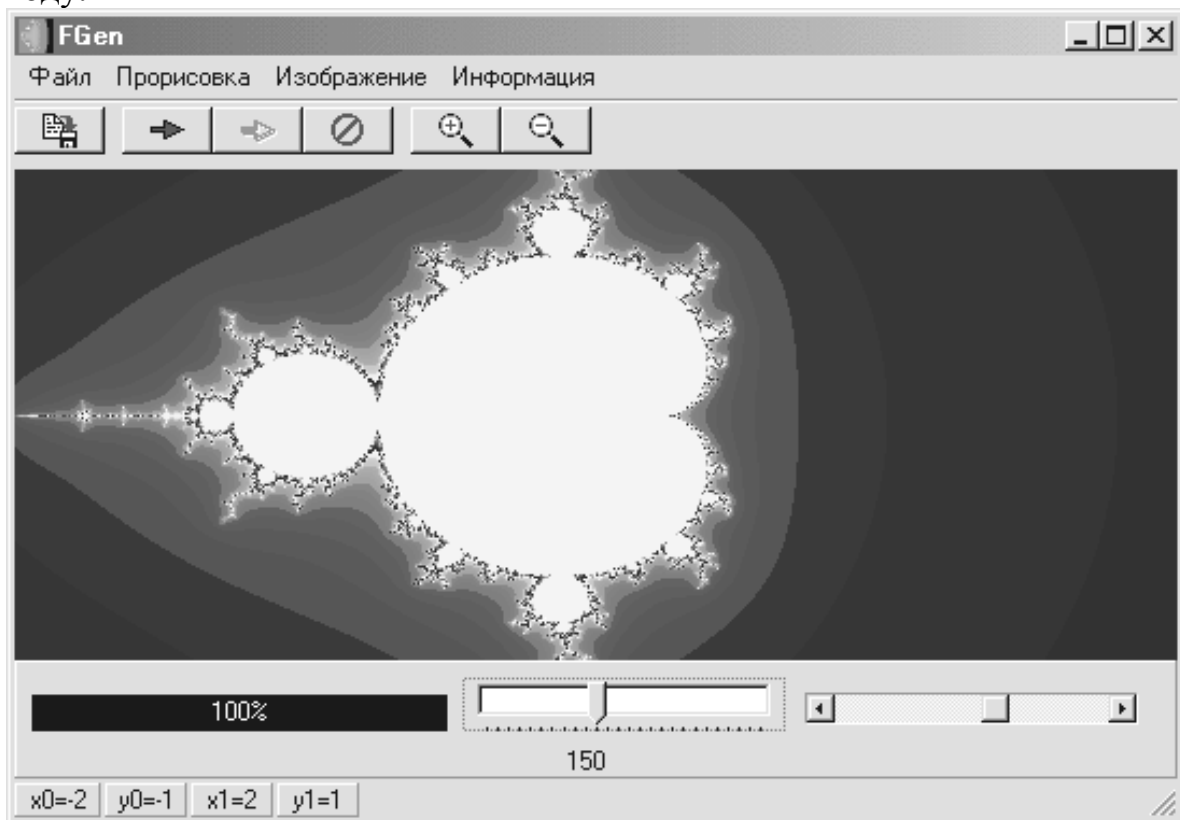 FGen
Файл Прорисовка Изображение Информация
100%
150
x0=-2 y0=-1 x1=2 y1=1